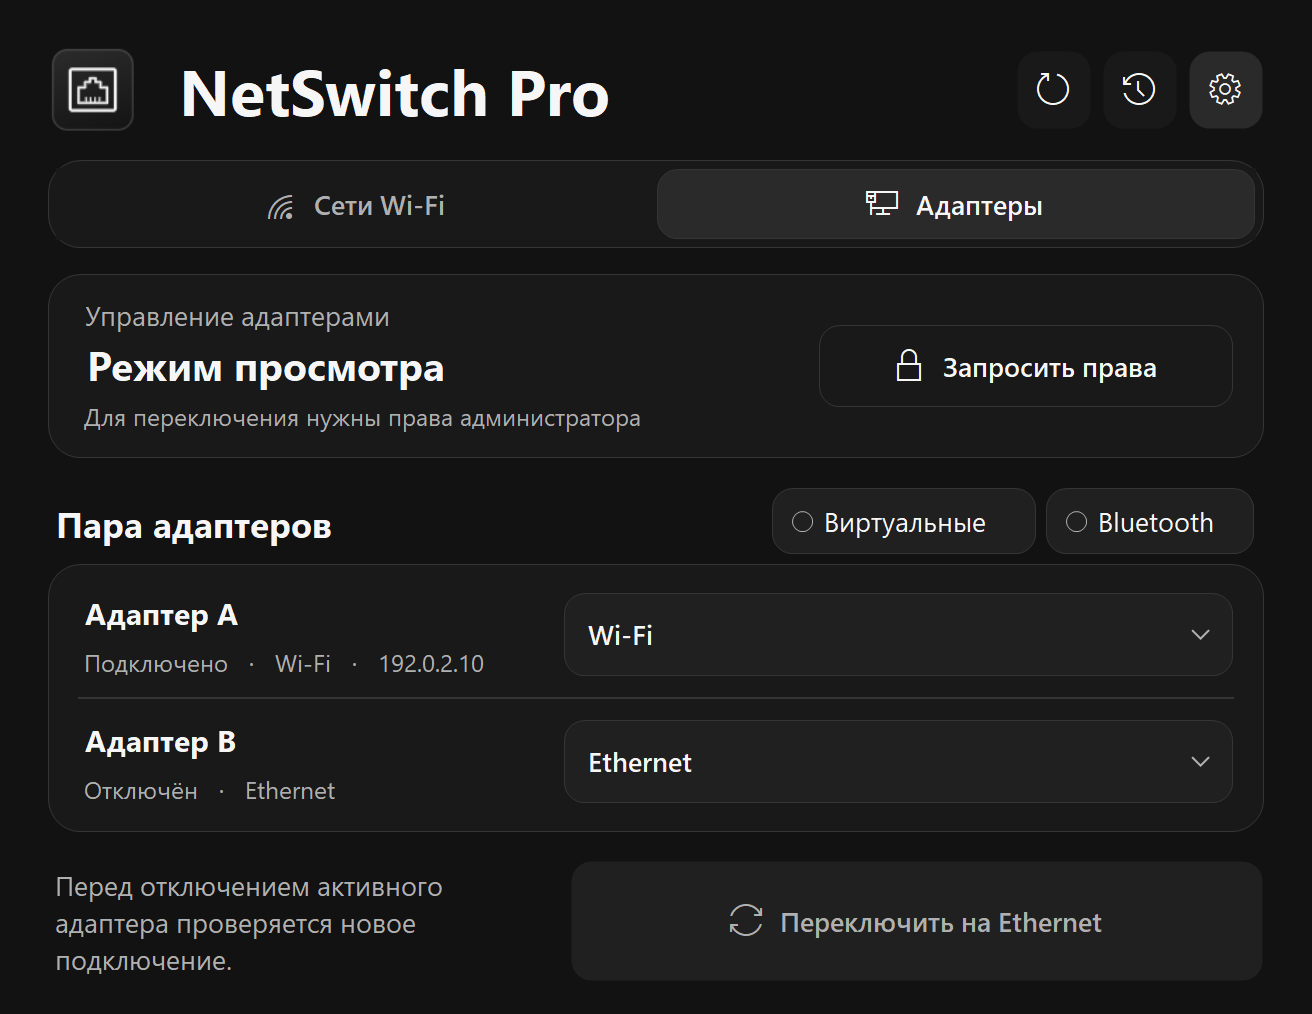 NetSwitch Pro
Сети Wi-Fi
Адаптеры
Управление адаптерами
Режим просмотра
Для переключения нужны права администратора
Запросить права
Пара адаптеров
Виртуальные
Bluetooth
Адаптер A
Подключено · Wi-Fi · 192.0.2.10
Wi-Fi
Адаптер B
Отключён · Ethernet
Ethernet
Перед отключением активного
адаптера проверяется новое
подключение.
Переключить на Ethernet